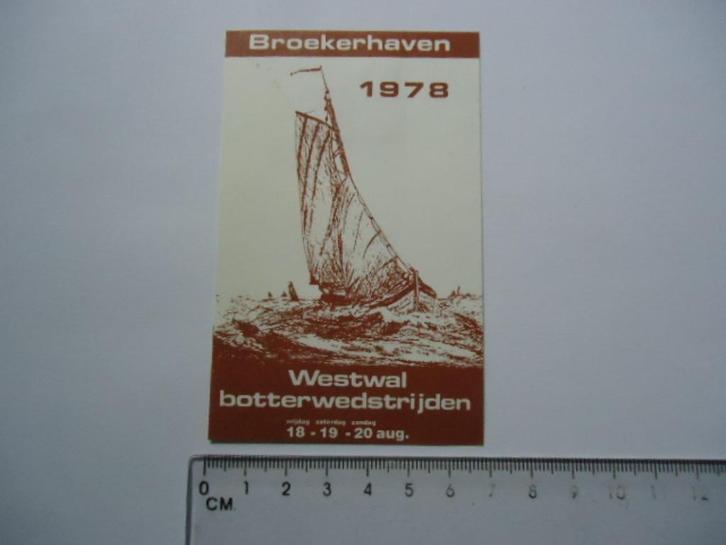 Broekerhaven
1978
Westwal
botterwedstrijden
vrijdag zaterdag zondag
18 - 19 - 20 aug.
0 1 2 3 4 5 6 7 8 9 10 11 12
CM